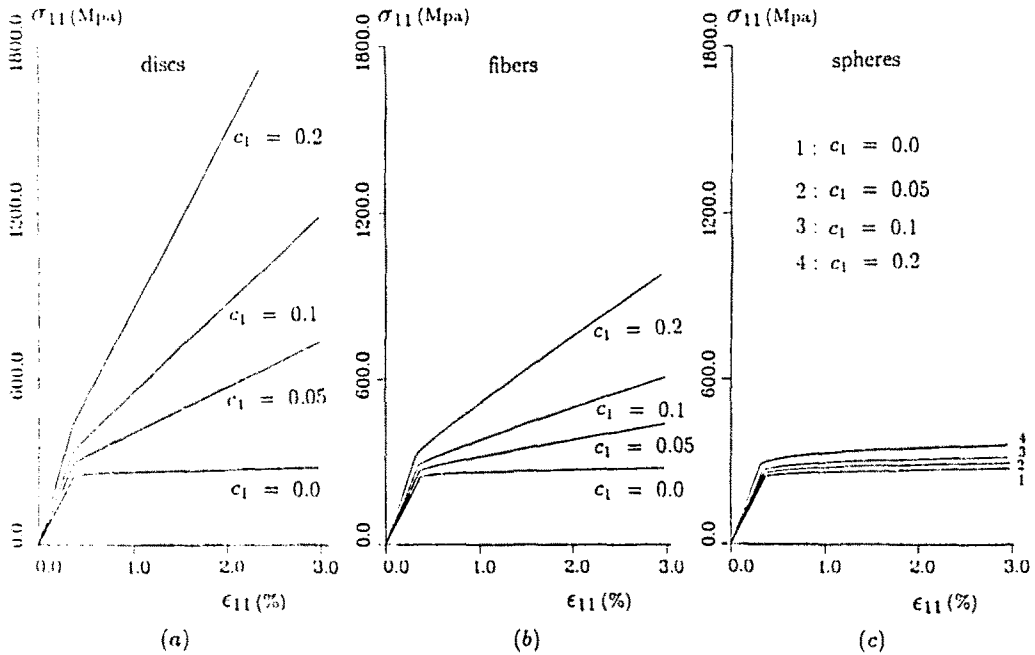 σ11 (Mpa)
1800.0
1200.0
600.0
0.0
discs
c1 = 0.2
c1 = 0.1
c1 = 0.05
c1 = 0.0
0.0 1.0 2.0 3.0
ϵ11 (%)
(a)
σ11 (Mpa)
1800.0
1200.0
600.0
0.0
fibers
c1 = 0.2
c1 = 0.1
c1 = 0.05
c1 = 0.0
0.0 1.0 2.0 3.0
ϵ11 (%)
(b)
σ11 (Mpa)
1800.0
1200.0
600.0
0.0
spheres
1 : c1 = 0.0
2 : c1 = 0.05
3 : c1 = 0.1
4 : c1 = 0.2
4
3
2
1
0.0 1.0 2.0 3.0
ϵ11 (%)
(c)